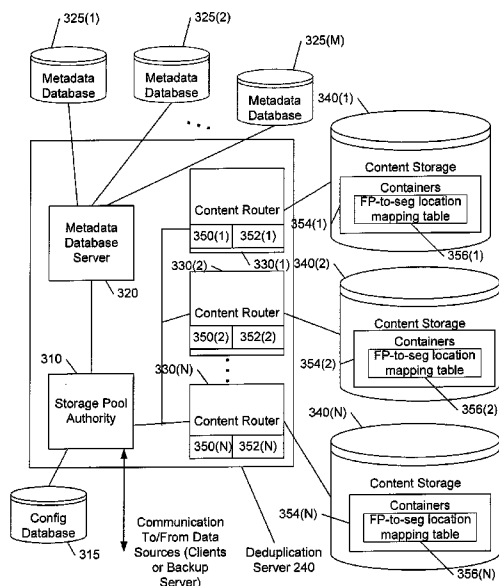 325(1)
325(2)
325(M)
Metadata
Database
Metadata
Database
Metadata
Database
340(1)
Content Storage
Containers
FP-to-seg location
mapping table
354(1)
356(1)
Content Router
350(1) 352(1)
330(1)
Metadata
Database
Server
320
330(2)
340(2)
Content Router
350(2) 352(2)
Content Storage
Containers
FP-to-seg location
mapping table
354(2)
356(2)
310
Storage Pool
Authority
330(N)
Content Router
350(N) 352(N)
340(N)
Content Storage
Containers
FP-to-seg location
mapping table
354(N)
356(N)
Config
Database
315
Communication
To/From Data
Sources (Clients
or Backup
Server)
Deduplication
Server 240